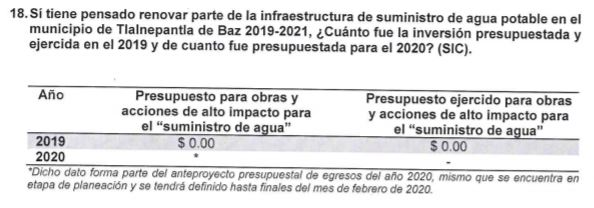 18. Sí tiene pensado renovar parte de la infraestructura de suministro de agua potable en el
municipio de Tlalnepantla de Baz 2019-2021, ¿Cuánto fue la inversión presupuestada y
ejercida en el 2019 y de cuanto fue presupuestada para el 2020? (SIC).
Año Presupuesto para obras y acciones de alto impacto para el “suministro de agua” Presupuesto ejercido para obras y acciones de alto impacto para el “suministro de agua”
2019 $ 0.00 $ 0.00
2020 * -
*Dicho dato forma parte del anteproyecto presupuestal de egresos del año 2020, mismo que se encuentra en
etapa de planeación y se tendrá definido hasta finales del mes de febrero de 2020.